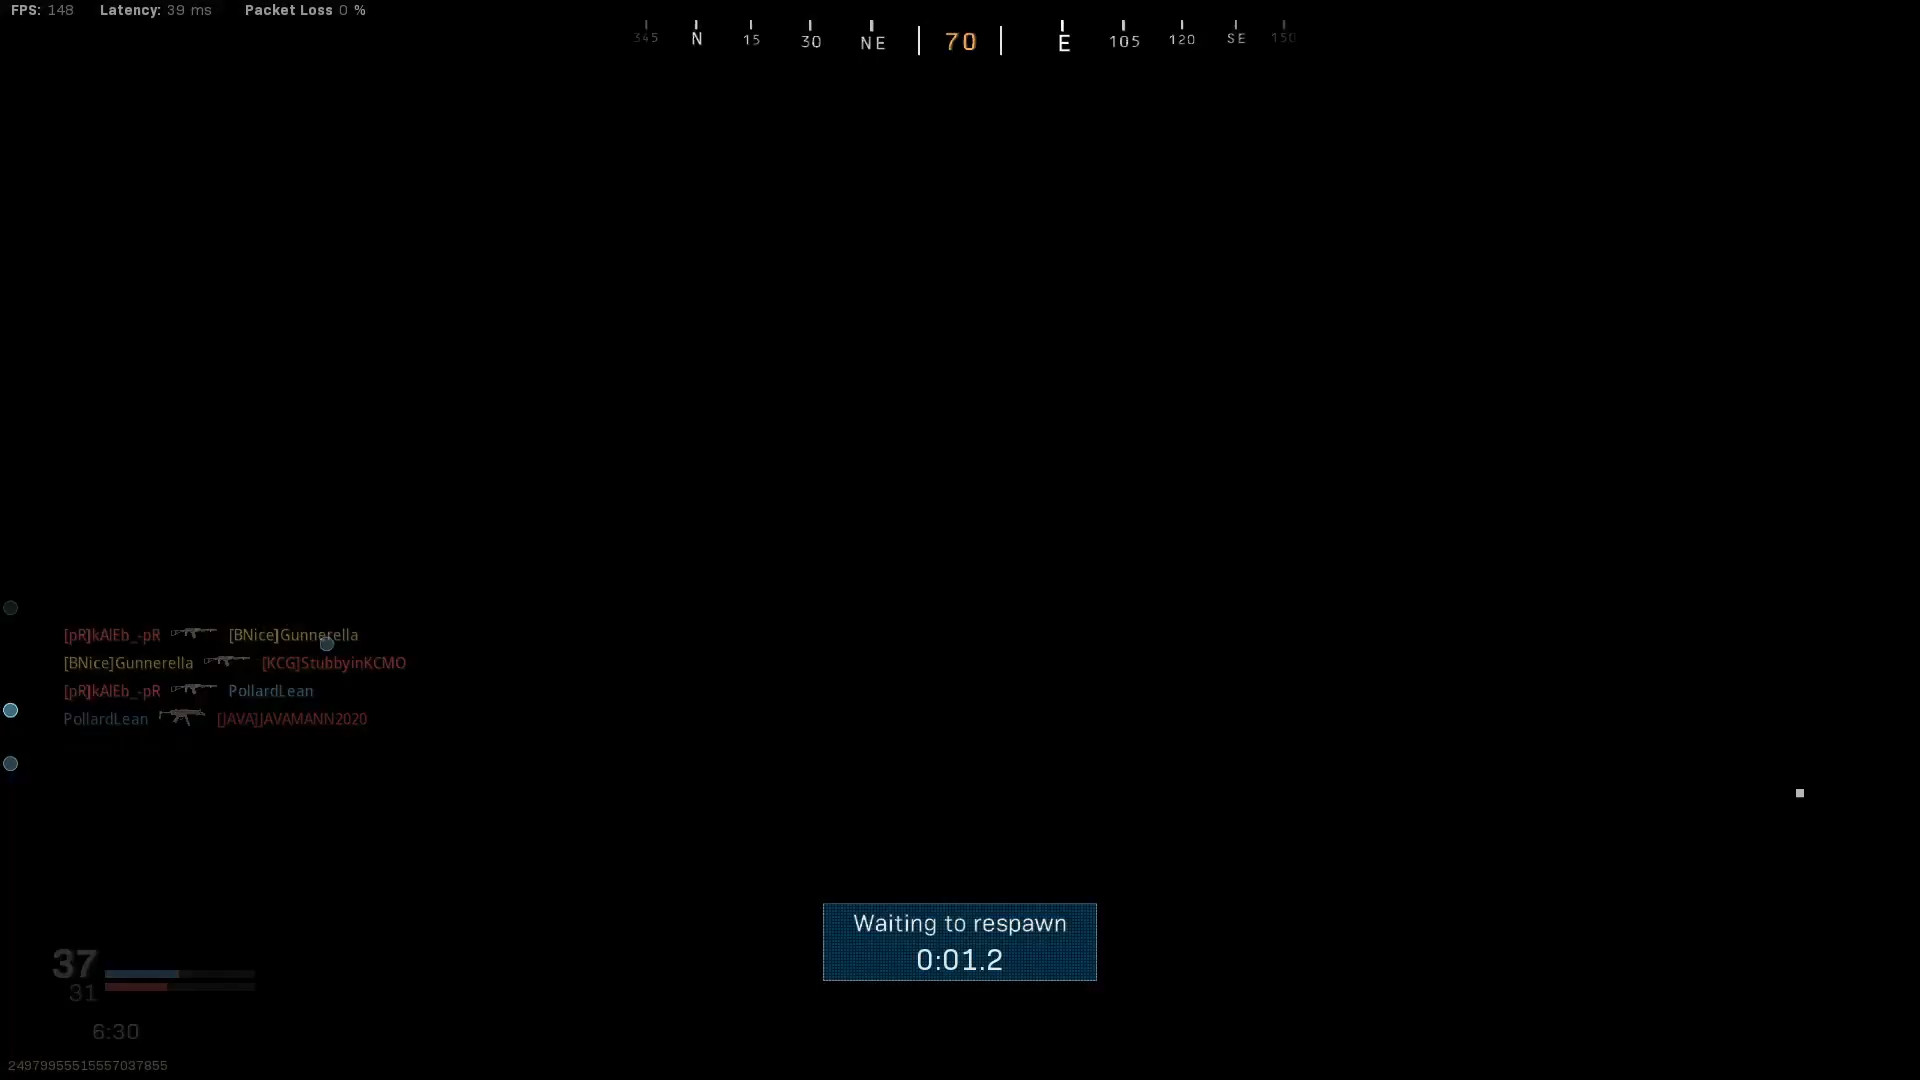 FPS: 148 Latency: 39 ms Packet Loss 0 %
345 N 15 30 NE 70 E 105 120 SE 150
[pR]kAlEb_-pR [BNice]Gunnerella
[BNice]Gunnerella [KCG]StubbyinKCMO
[pR]kAlEb_-pR PollardLean
PollardLean [JAVA]JAVAMANN2020
Waiting to respawn
0:01.2
37
31
6:30
24979955515557037855